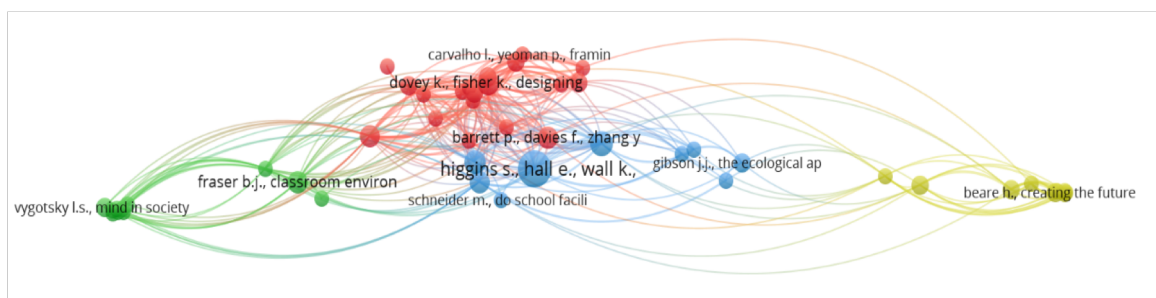 carvalho l., yeoman p., framin
dovey k., fisher k., designing
barrett p., davies f., zhang y
higgins s., hall e., wall k.,
gibson j.j., the ecological ap
fraser b.j., classroom environ
schneider m., do school facili
beare h., creating the future
vygotsky l.s., mind in society